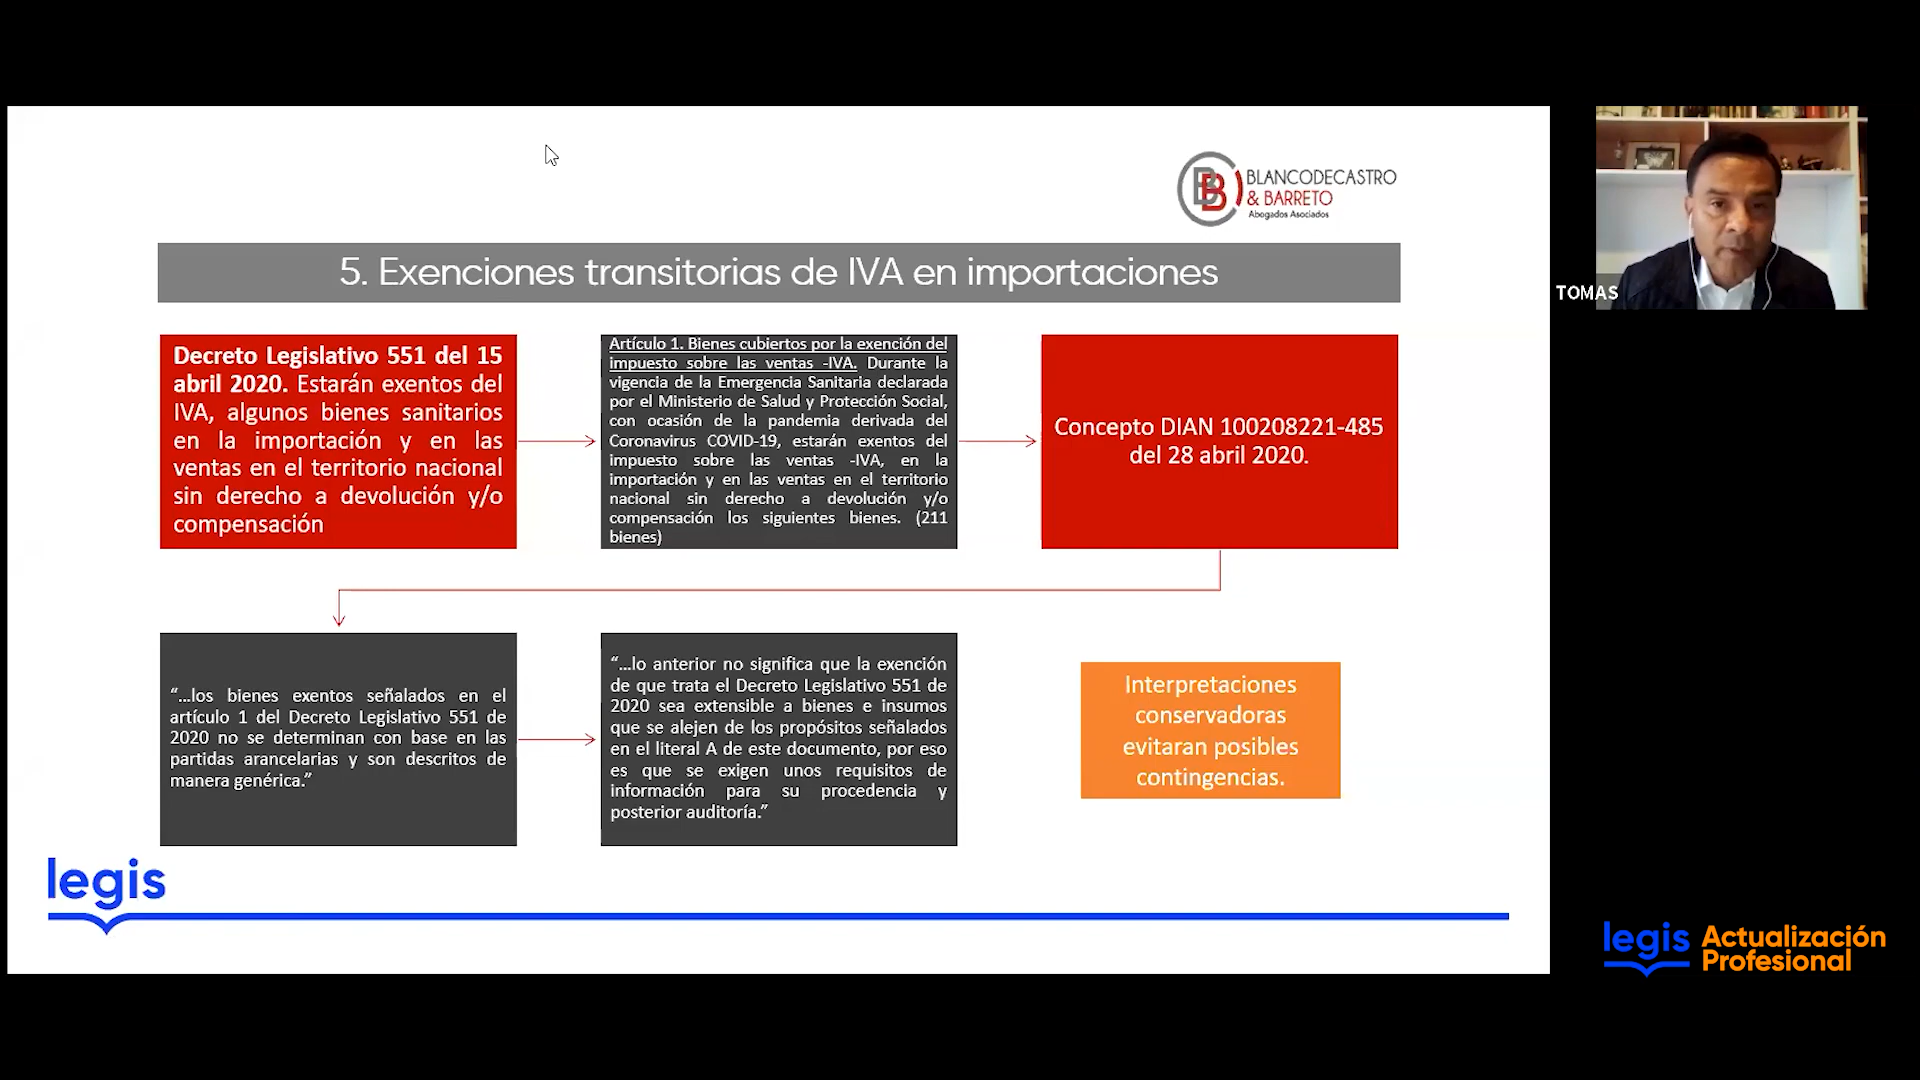 BB BLANCODECASTRO
& BARRETO
Abogados Asociados
5. Exenciones transitorias de IVA en importaciones
Decreto Legislativo 551 del 15
abril 2020. Estarán exentos del
IVA, algunos bienes sanitarios
en la importación y en las
ventas en el territorio nacional
sin derecho a devolución y/o
compensación
Artículo 1. Bienes cubiertos por la exención del
impuesto sobre las ventas -IVA. Durante la
vigencia de la Emergencia Sanitaria declarada
por el Ministerio de Salud y Protección Social,
con ocasión de la pandemia derivada del
Coronavirus COVID-19, estarán exentos del
impuesto sobre las ventas -IVA, en la
importación y en las ventas en el territorio
nacional sin derecho a devolución y/o
compensación los siguientes bienes. (211
bienes)
Concepto DIAN 100208221-485
del 28 abril 2020.
“…los bienes exentos señalados en el
artículo 1 del Decreto Legislativo 551 de
2020 no se determinan con base en las
partidas arancelarias y son descritos de
manera genérica.”
“…lo anterior no significa que la exención
de que trata el Decreto Legislativo 551 de
2020 sea extensible a bienes e insumos
que se alejen de los propósitos señalados
en el literal A de este documento, por eso
es que se exigen unos requisitos de
información para su procedencia y
posterior auditoría.”
Interpretaciones
conservadoras
evitaran posibles
contingencias.
legis
TOMAS
legis Actualización
Profesional